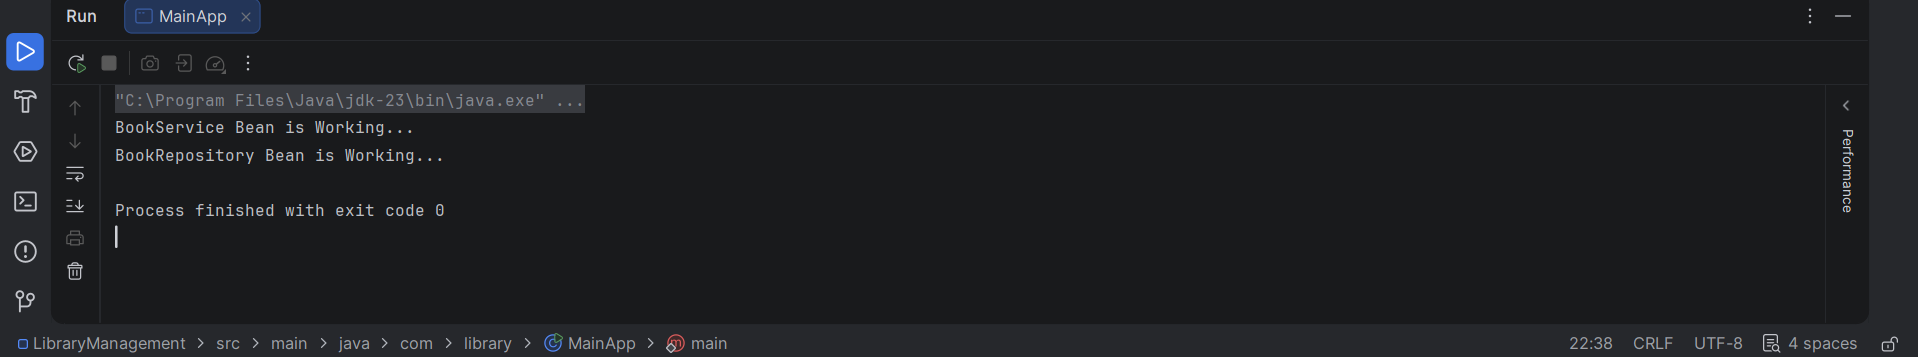 Run MainApp
"C:\Program Files\Java\jdk-23\bin\java.exe" ...
BookService Bean is Working...
BookRepository Bean is Working...
Process finished with exit code 0
Performance
LibraryManagement > src > main > java > com > library > MainApp > main 22:38 CRLF UTF-8 4 spaces